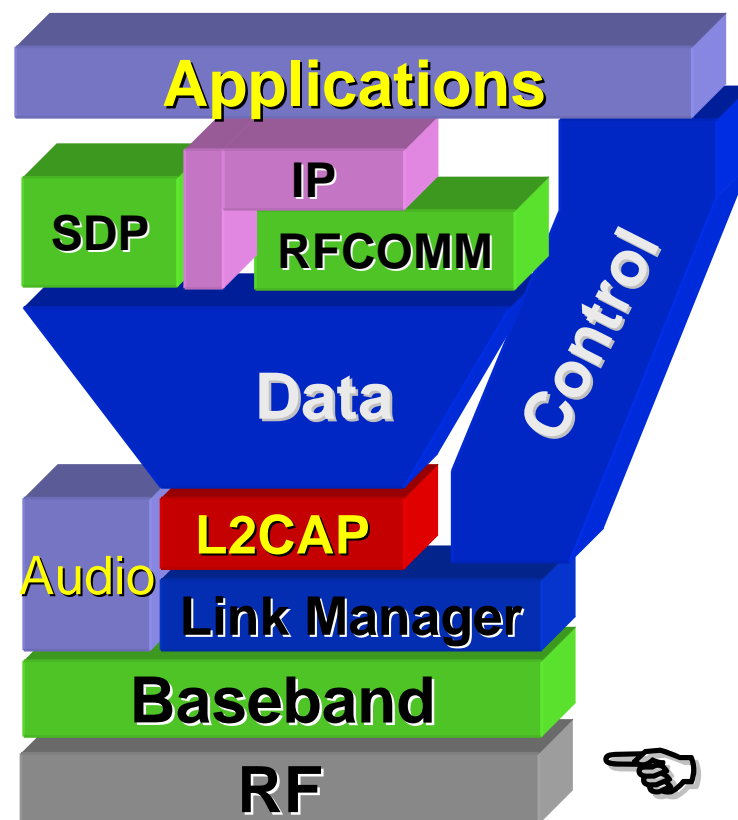 Applications
IP
SDP
RFCOMM
Control
Data
L2CAP
Audio
Link Manager
Baseband
RF